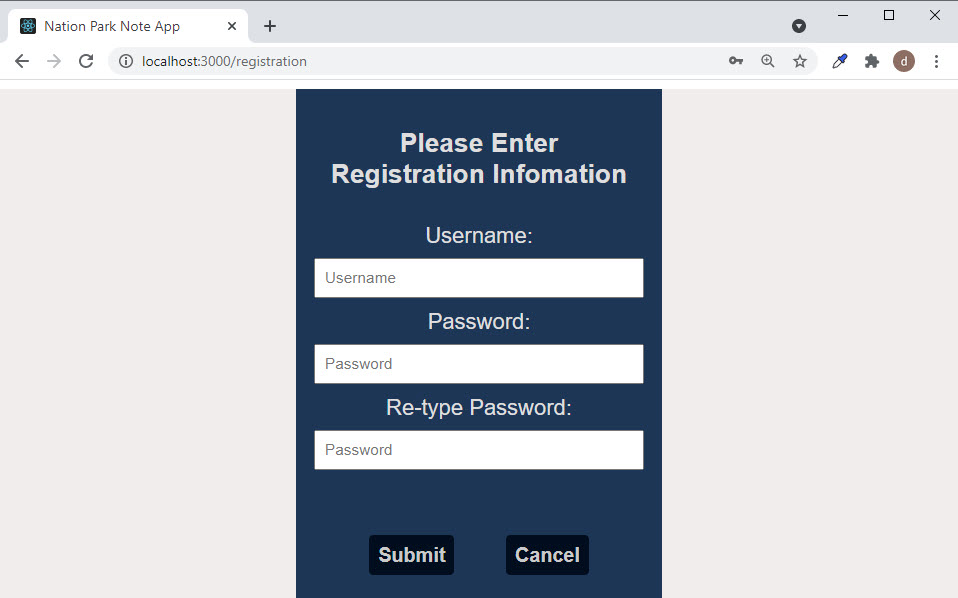 Nation Park Note App
localhost:3000/registration
d
Please Enter
Registration Infomation
Username:
Username
Password:
Password
Re-type Password:
Password
Submit Cancel